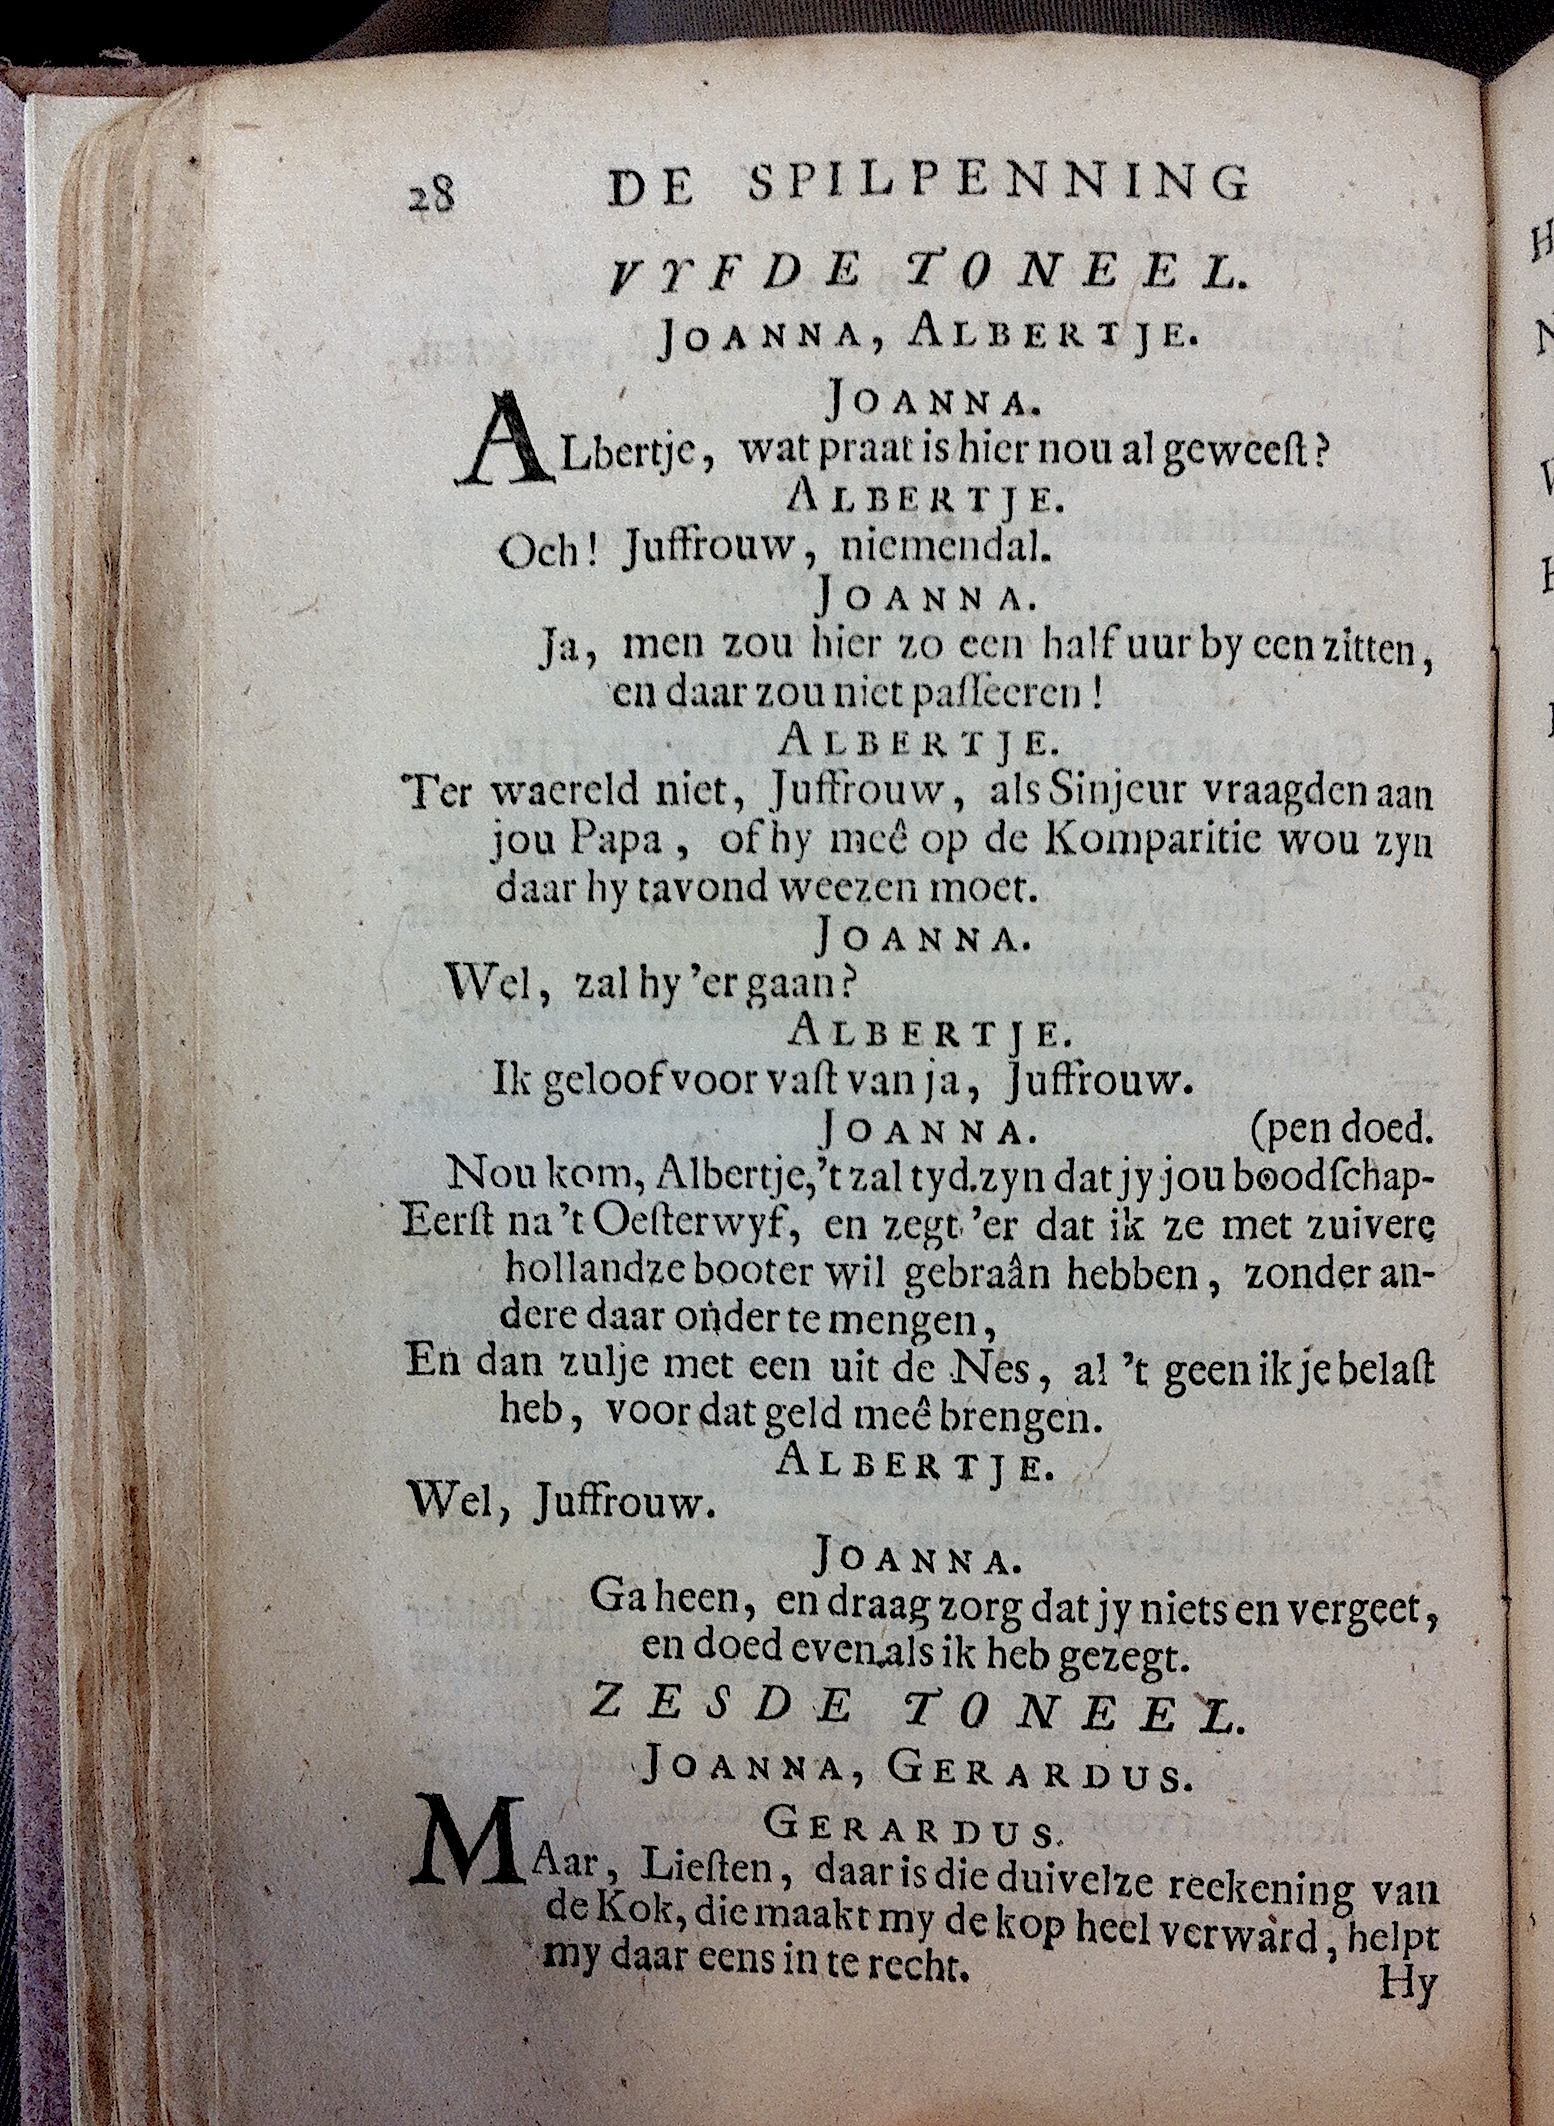 28 DE SPILPENNING
VYFDE TONEEL.
JOANNA, ALBERTJE.
JOANNA.
ALbertje, wat praat is hier nou al geweeſt?
ALBERTJE.
Och! Juffrouw, niemendal.
JOANNA.
Ja, men zou hier zo een half uur by een zitten,
en daar zou niet paſſeeren!
ALBERTJE.
Ter waereld niet, Juffrouw, als Sinjeur vraagden aan
jou Papa, of hy meê op de Komparitie wou zyn
daar hy tavond weezen moet.
JOANNA.
Wel, zal hy 'er gaan?
ALBERTJE.
Ik geloof voor vaſt van ja, Juffrouw.
JOANNA. (pen doed.
Nou kom, Albertje,'t zal tyd.zyn dat jy jou boodſchap-
Eerſt na 't Oeſterwyf, en zegt 'er dat ik ze met zuivere
hollandze booter wil gebraân hebben, zonder an-
dere daar onder te mengen,
En dan zulje met een uit de Nes, al 't geen ik je belaſt
heb, voor dat geld meê brengen.
ALBERTJE.
Wel, Juffrouw.
JOANNA.
Ga heen, en draag zorg dat jy niets en vergeet,
en doed even als ik heb gezegt.
ZESDE TONEEL.
JOANNA, GERARDUS.
GERARDUS.
MAar, Lieſten, daar is die duivelze reekening van
de Kok, die maakt my de kop heel verward, helpt
my daar eens in te recht.
Hy